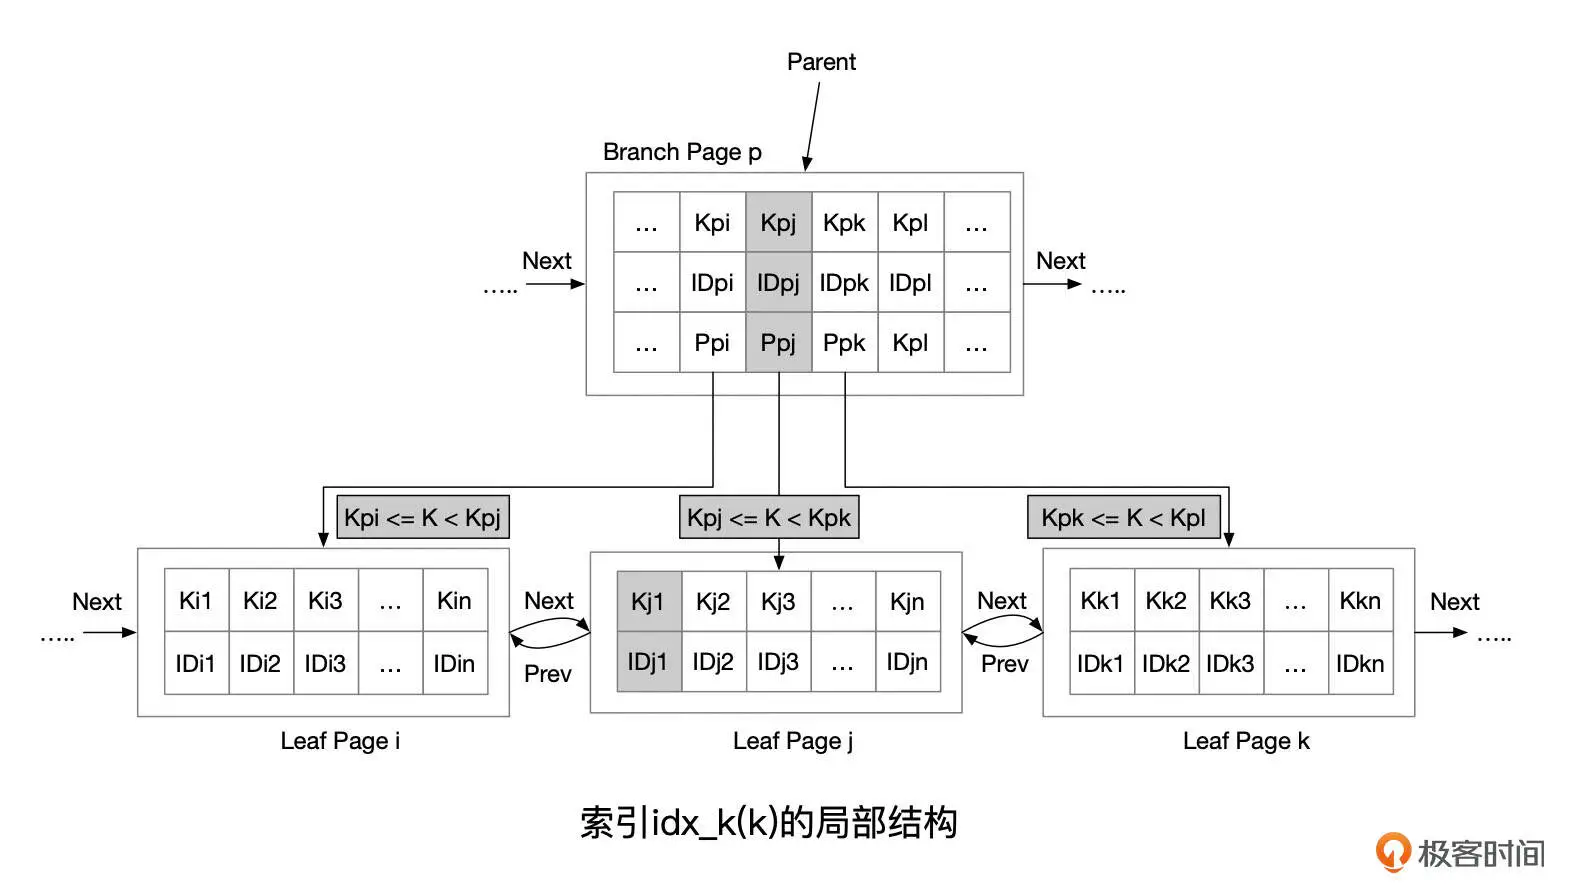 Parent
Branch Page p
… Kpi Kpj Kpk Kpl …
Next
Next
….. …..
… IDpi IDpj IDpk IDpl …
… Ppi Ppj Ppk Kpl …
Kpi <= K < Kpj
Kpj <= K < Kpk
Kpk <= K < Kpl
Next
…..
Ki1 Ki2 Ki3 … Kin
IDi1 IDi2 IDi3 … IDin
Leaf Page i
Next
Prev
Kj1 Kj2 Kj3 … Kjn
IDj1 IDj2 IDj3 … IDjn
Leaf Page j
Next
Prev
Kk1 Kk2 Kk3 … Kkn
IDk1 IDk2 IDk3 … IDkn
Leaf Page k
Next
…..
索引idx_k(k)的局部结构
极客时间